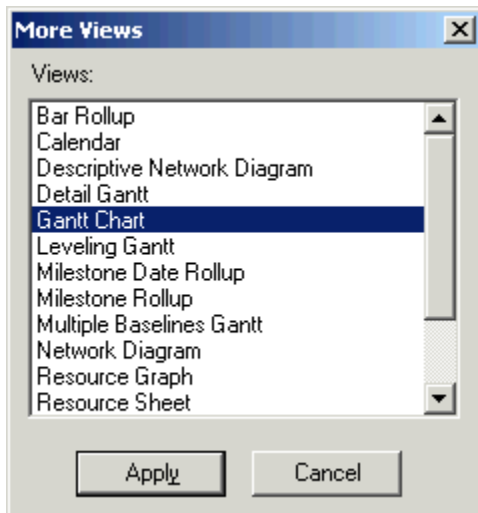 More Views
Views:
Bar Rollup
Calendar
Descriptive Network Diagram
Detail Gantt
Gantt Chart
Leveling Gantt
Milestone Date Rollup
Milestone Rollup
Multiple Baselines Gantt
Network Diagram
Resource Graph
Resource Sheet
Apply Cancel